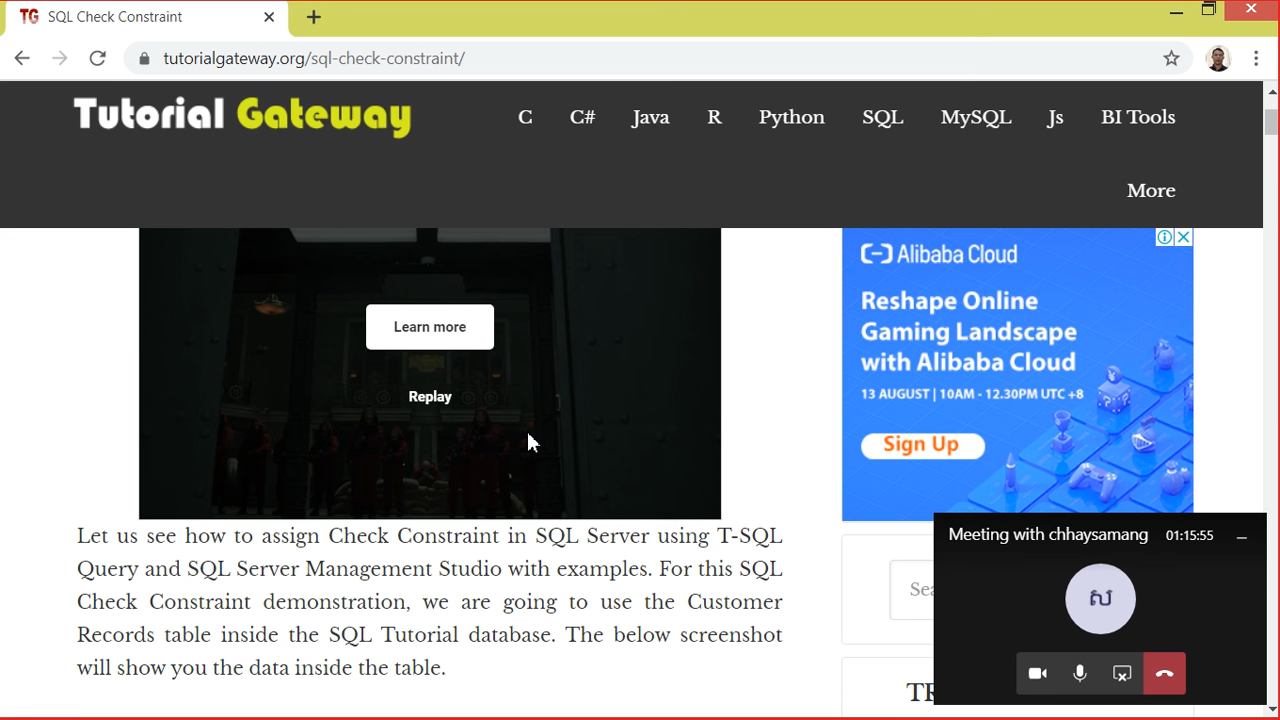 SQL Check Constraint
tutorialgateway.org/sql-check-constraint/
Tutorial Gateway
C C# Java R Python SQL MySQL Js BI Tools
More
Learn more
Replay
Alibaba Cloud
Reshape Online
Gaming Landscape
with Alibaba Cloud
13 AUGUST | 10AM - 12.30PM UTC +8
Sign Up
Let us see how to assign Check Constraint in SQL Server using T-SQL
Query and SQL Server Management Studio with examples. For this SQL
Check Constraint demonstration, we are going to use the Customer
Records table inside the SQL Tutorial database. The below screenshot
will show you the data inside the table.
Sea
TR
Meeting with chhaysamang 01:15:55
ស